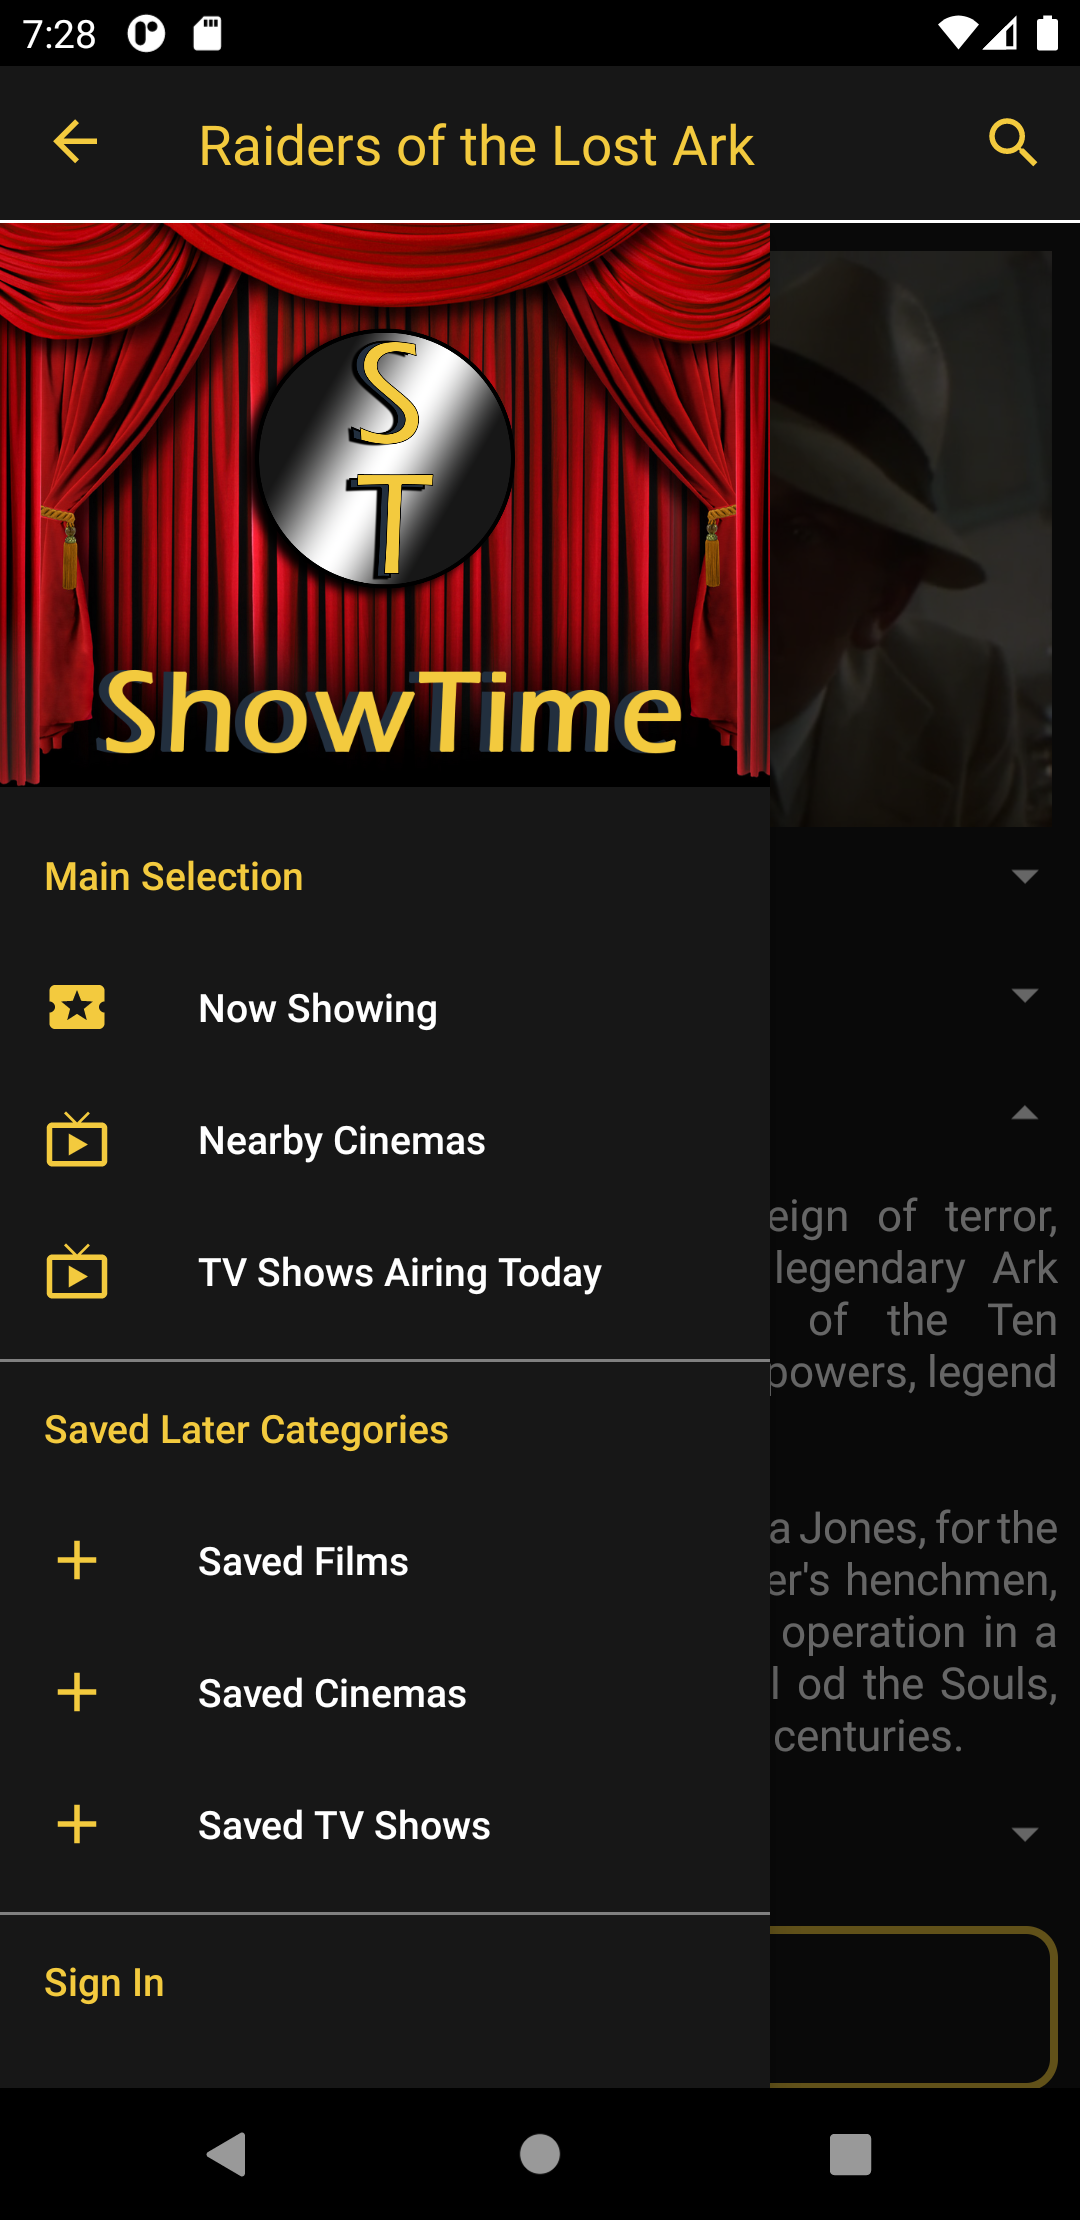 7:28
Raiders of the Lost Ark
S
T
ShowTime
Main Selection
Now Showing
Nearby Cinemas
TV Shows Airing Today
Saved Later Categories
Saved Films
Saved Cinemas
Saved TV Shows
Sign In
eign of terror,
legendary Ark
of the Ten
powers, legend
a Jones, for the
er's henchmen,
operation in a
l od the Souls,
centuries.